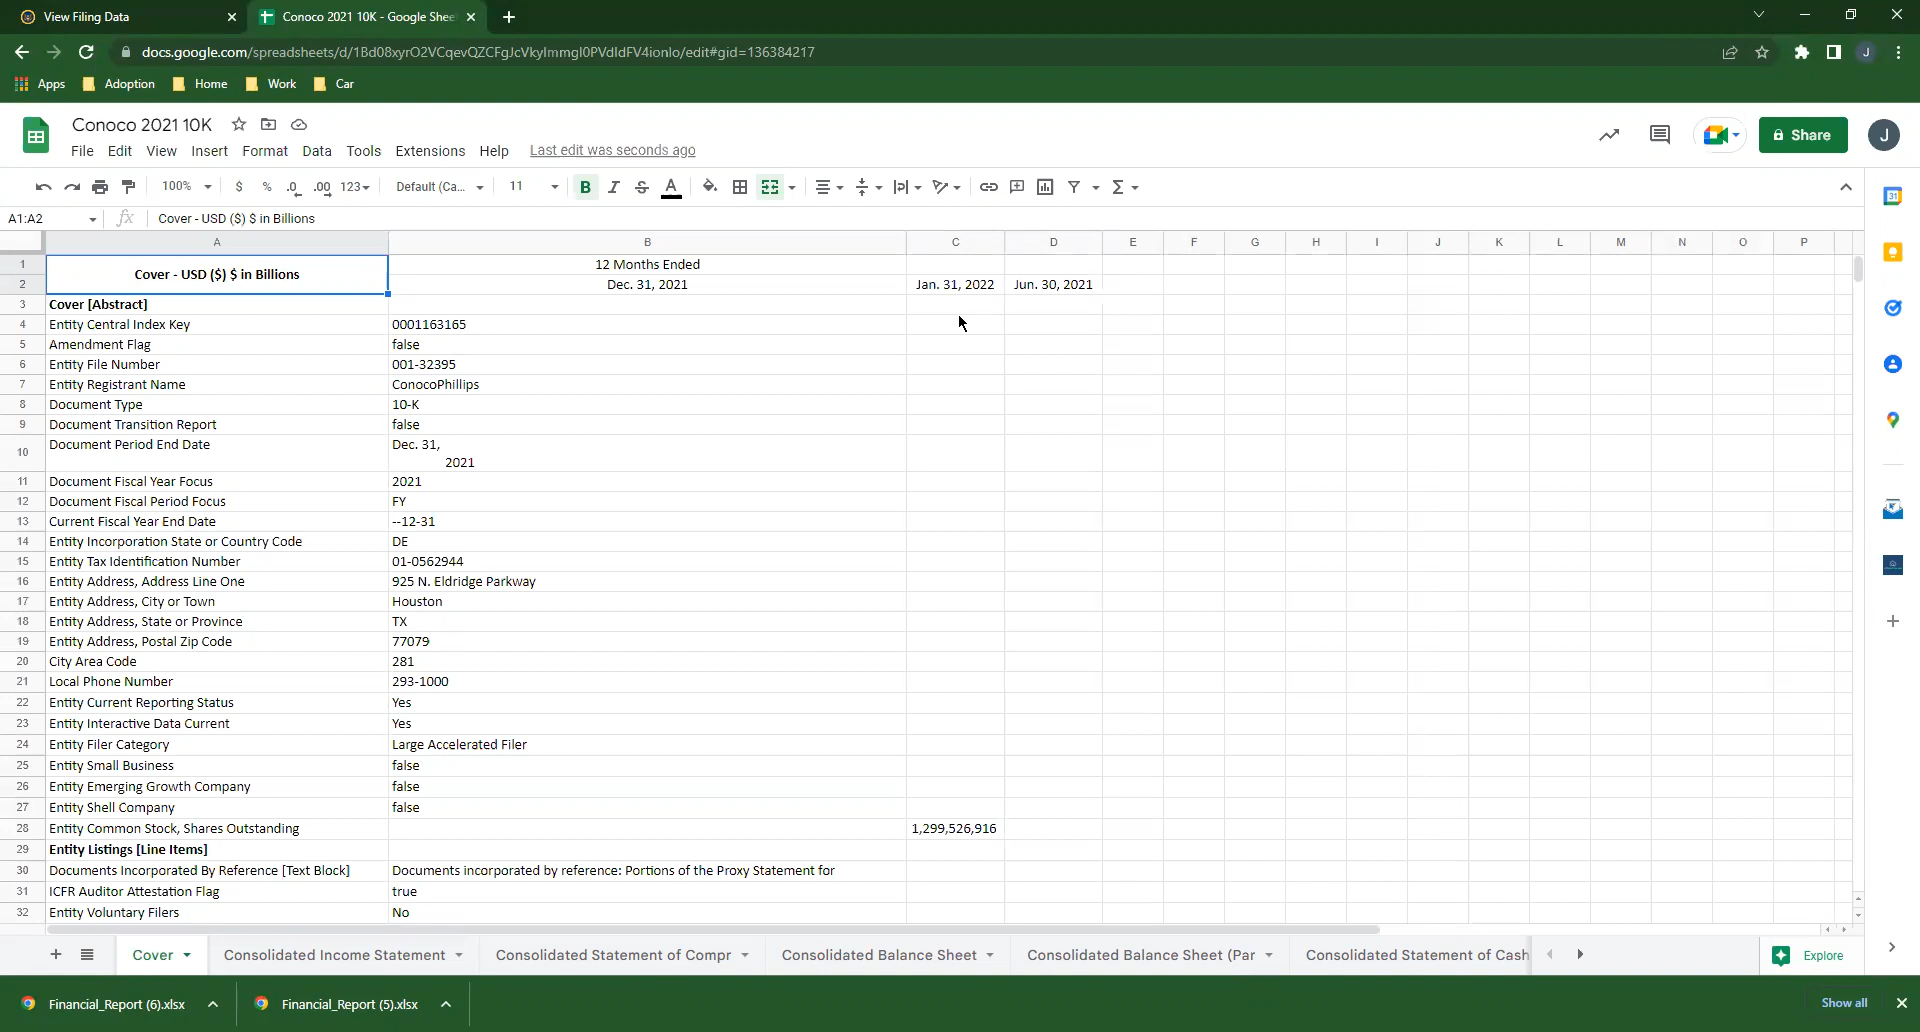 View Filing Data
Conoco 2021 10K - Google Shee
docs.google.com/spreadsheets/d/1Bd08xyrO2VCqevQZCFgJcVkyImmgI0PVdIdFV4ionIo/edit#gid=136384217
J
Apps Adoption Home Work Car
Conoco 2021 10K
File Edit View Insert Format Data Tools Extensions Help Last edit was seconds ago
Share
J
100% $ % .0 .00 123 Default (Ca... 11 B I S A
31
A1:A2 fx Cover - USD ($) $ in Billions
A B C D E F G H I J K L M N O P
1 Cover - USD ($) $ in Billions 12 Months Ended
2 Dec. 31, 2021 Jan. 31, 2022 Jun. 30, 2021
3 Cover [Abstract]
4 Entity Central Index Key 0001163165
5 Amendment Flag false
6 Entity File Number 001-32395
7 Entity Registrant Name ConocoPhillips
8 Document Type 10-K
9 Document Transition Report false
10 Document Period End Date Dec. 31,
2021
11 Document Fiscal Year Focus 2021
12 Document Fiscal Period Focus FY
13 Current Fiscal Year End Date --12-31
14 Entity Incorporation State or Country Code DE
15 Entity Tax Identification Number 01-0562944
16 Entity Address, Address Line One 925 N. Eldridge Parkway
17 Entity Address, City or Town Houston
18 Entity Address, State or Province TX
19 Entity Address, Postal Zip Code 77079
20 City Area Code 281
21 Local Phone Number 293-1000
22 Entity Current Reporting Status Yes
23 Entity Interactive Data Current Yes
24 Entity Filer Category Large Accelerated Filer
25 Entity Small Business false
26 Entity Emerging Growth Company false
27 Entity Shell Company false
28 Entity Common Stock, Shares Outstanding 1,299,526,916
29 Entity Listings [Line Items]
30 Documents Incorporated By Reference [Text Block] Documents incorporated by reference: Portions of the Proxy Statement for
31 ICFR Auditor Attestation Flag true
32 Entity Voluntary Filers No
Cover Consolidated Income Statement Consolidated Statement of Compr Consolidated Balance Sheet Consolidated Balance Sheet (Par Consolidated Statement of Cash Explore
Financial_Report (6).xlsx Financial_Report (5).xlsx Show all